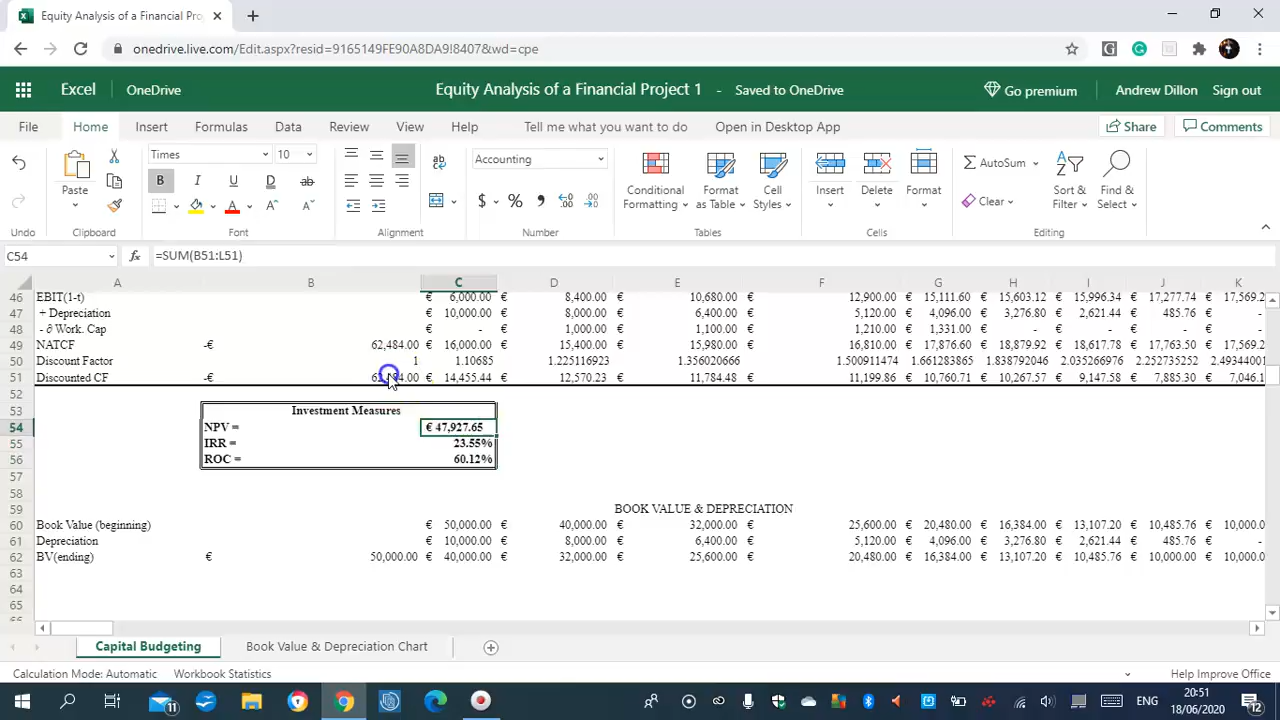 Equity Analysis of a Financial Pro
onedrive.live.com/Edit.aspx?resid=9165149FE90A8DA9!8407&wd=cpe
Excel OneDrive Equity Analysis of a Financial Project 1 - Saved to OneDrive Go premium Andrew Dillon Sign out
File Home Insert Formulas Data Review View Help Tell me what you want to do Open in Desktop App Share Comments
Times 10 Accounting AutoSum
Paste Conditional Formatting Format as Table Cell Styles Insert Delete Format Clear Sort & Filter Find & Select
Undo Clipboard Font Alignment Number Tables Cells Editing
C54 fx =SUM(B51:L51)
A B C D E F G H I J K
46 EBIT(1-t) € 6,000.00 € 8,400.00 € 10,680.00 € 12,900.00 € 15,111.60 € 15,603.12 € 15,996.34 € 17,277.74 € 17,569.2
47 + Depreciation € 10,000.00 € 8,000.00 € 6,400.00 € 5,120.00 € 4,096.00 € 3,276.80 € 2,621.44 € 485.76 € -
48 - ∂ Work. Cap € - € 1,000.00 € 1,100.00 € 1,210.00 € 1,331.00 € - € - € - € -
49 NATCF -€ 62,484.00 € 16,000.00 € 15,400.00 € 15,980.00 € 16,810.00 € 17,876.60 € 18,879.92 € 18,617.78 € 17,763.50 € 17,569.2
50 Discount Factor 1 1.10685 1.225116923 1.356020666 1.500911474 1.661283865 1.838792046 2.035266976 2.252735252 2.49344001
51 Discounted CF -€ € 14,455.44 € 12,570.23 € 11,784.48 € 11,199.86 € 10,760.71 € 10,267.57 € 9,147.58 € 7,885.30 € 7,046.1
52
53 Investment Measures
54 NPV = € 47,927.65
55 IRR = 23.55%
56 ROC = 60.12%
57
58
59 BOOK VALUE & DEPRECIATION
60 Book Value (beginning) € 50,000.00 € 40,000.00 € 32,000.00 € 25,600.00 € 20,480.00 € 16,384.00 € 13,107.20 € 10,485.76 € 10,000.0
61 Depreciation € 10,000.00 € 8,000.00 € 6,400.00 € 5,120.00 € 4,096.00 € 3,276.80 € 2,621.44 € 485.76 € -
62 BV(ending) € 50,000.00 € 40,000.00 € 32,000.00 € 25,600.00 € 20,480.00 € 16,384.00 € 13,107.20 € 10,485.76 € 10,000.00 € 10,000.0
63
64
65
Capital Budgeting Book Value & Depreciation Chart
Calculation Mode: Automatic Workbook Statistics Help Improve Office
11 ENG 20:51 18/06/2020 12